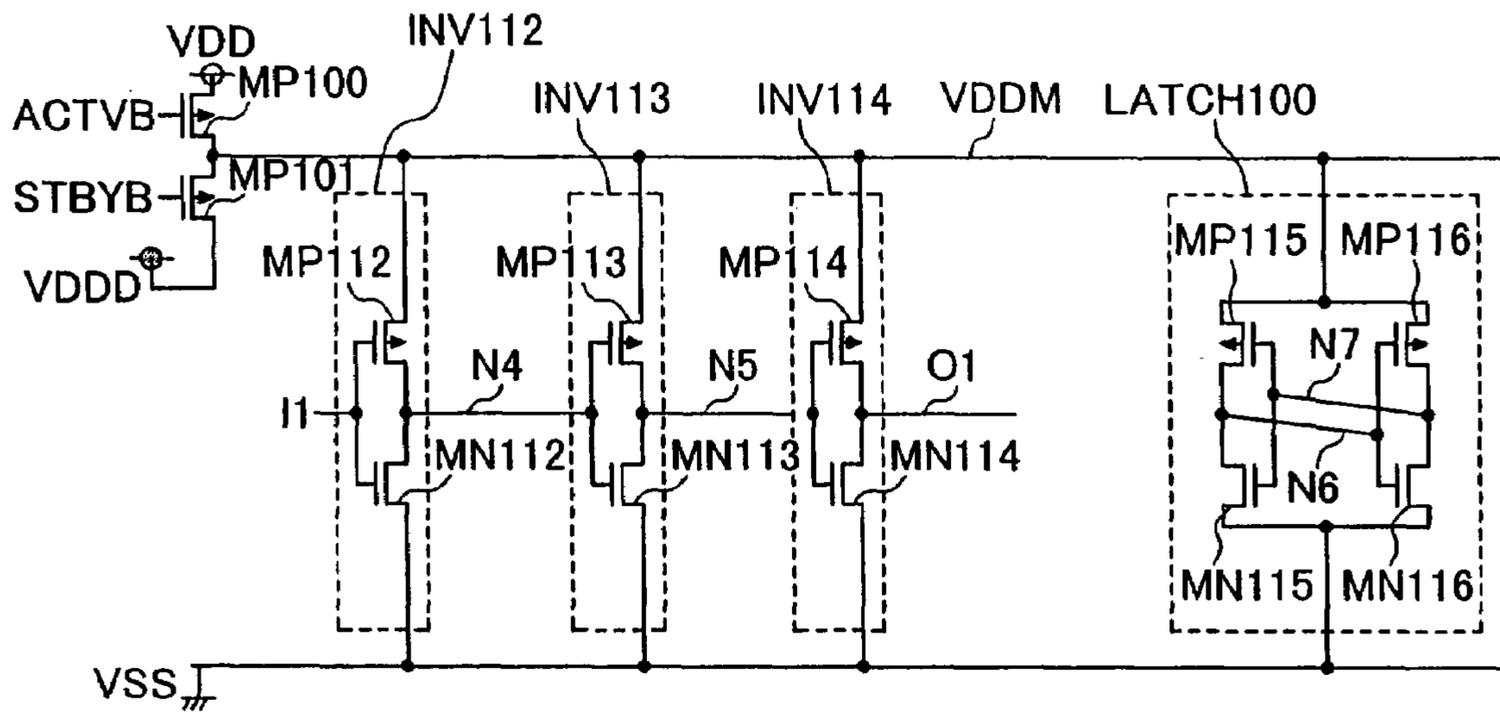 INV112
VDD
MP100
INV113
INV114
VDDM
LATCH100
ACTVB
MP101
STBYB
MP112
MP113
MP114
MP115
MP116
VDDD
N4
N5
O1
N7
I1
MN112
MN113
MN114
N6
MN115
MN116
VSS